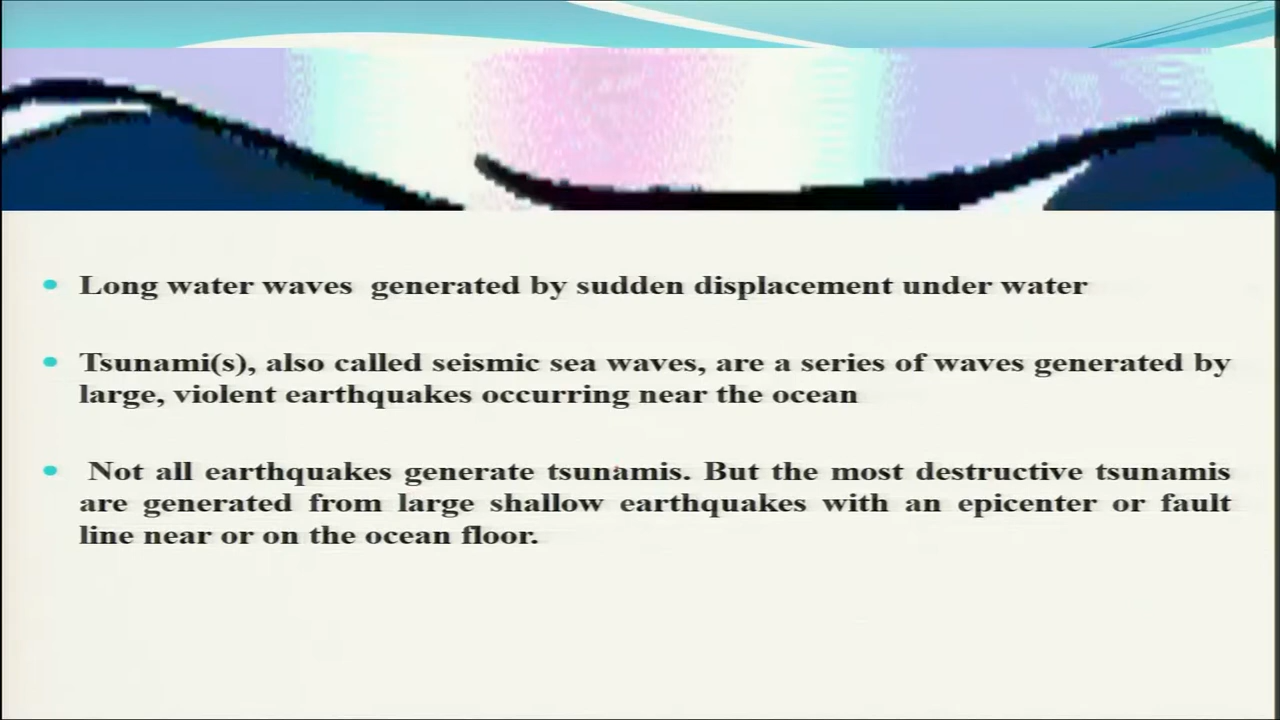 Long water waves generated by sudden displacement under water
Tsunami(s), also called seismic sea waves, are a series of waves generated by
large, violent earthquakes occurring near the ocean
Not all earthquakes generate tsunamis. But the most destructive tsunamis
are generated from large shallow earthquakes with an epicenter or fault
line near or on the ocean floor.